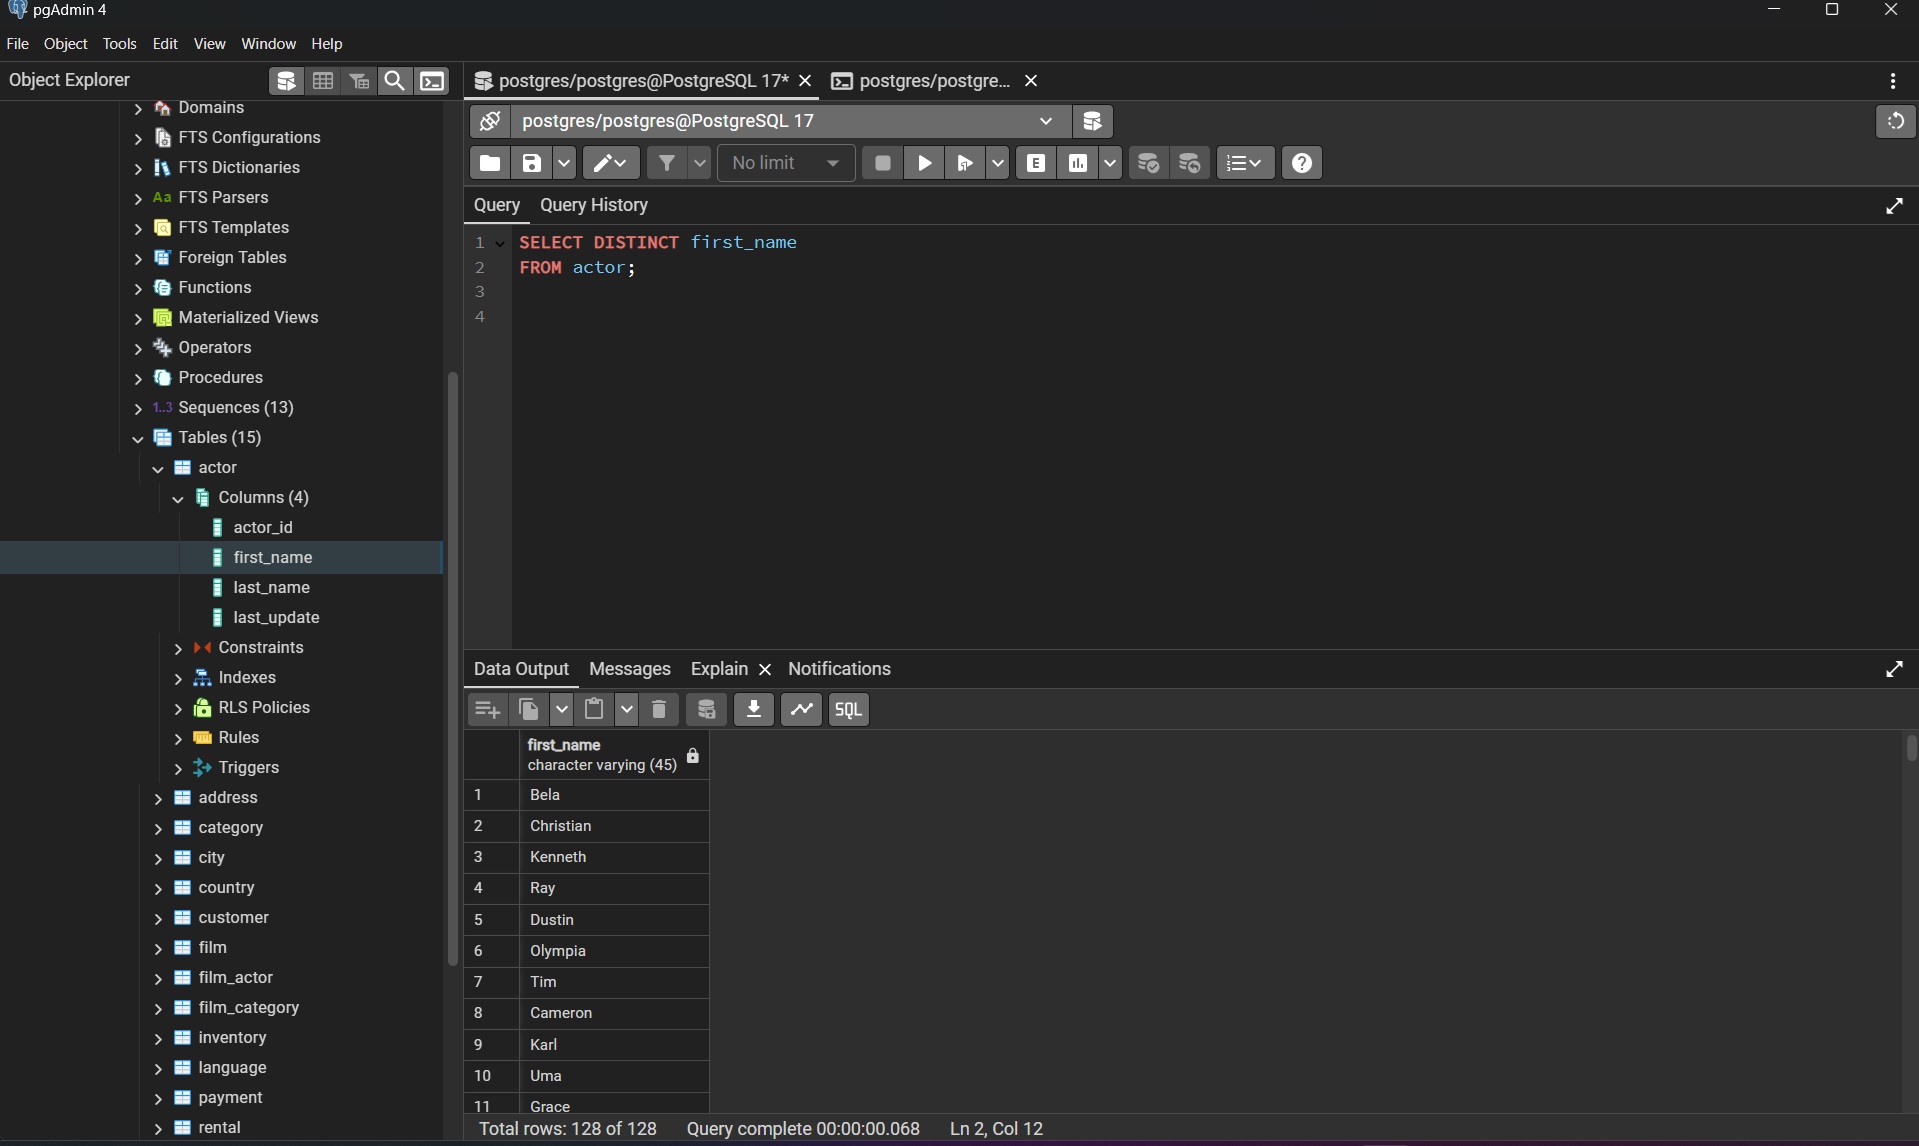 pgAdmin 4
File Object Tools Edit View Window Help
Object Explorer
Domains
FTS Configurations
FTS Dictionaries
Aa FTS Parsers
FTS Templates
Foreign Tables
Functions
Materialized Views
Operators
Procedures
1..3 Sequences (13)
Tables (15)
actor
Columns (4)
actor_id
first_name
last_name
last_update
Constraints
Indexes
RLS Policies
Rules
Triggers
address
category
city
country
customer
film
film_actor
film_category
inventory
language
payment
rental
postgres/postgres@PostgreSQL 17* postgres/postgre...
postgres/postgres@PostgreSQL 17
No limit E
Query Query History
1 SELECT DISTINCT first_name
2 FROM actor;
3
4
Data Output Messages Explain Notifications
SQL
first_name
character varying (45)
1 Bela
2 Christian
3 Kenneth
4 Ray
5 Dustin
6 Olympia
7 Tim
8 Cameron
9 Karl
10 Uma
11 Grace
Total rows: 128 of 128 Query complete 00:00:00.068 Ln 2, Col 12